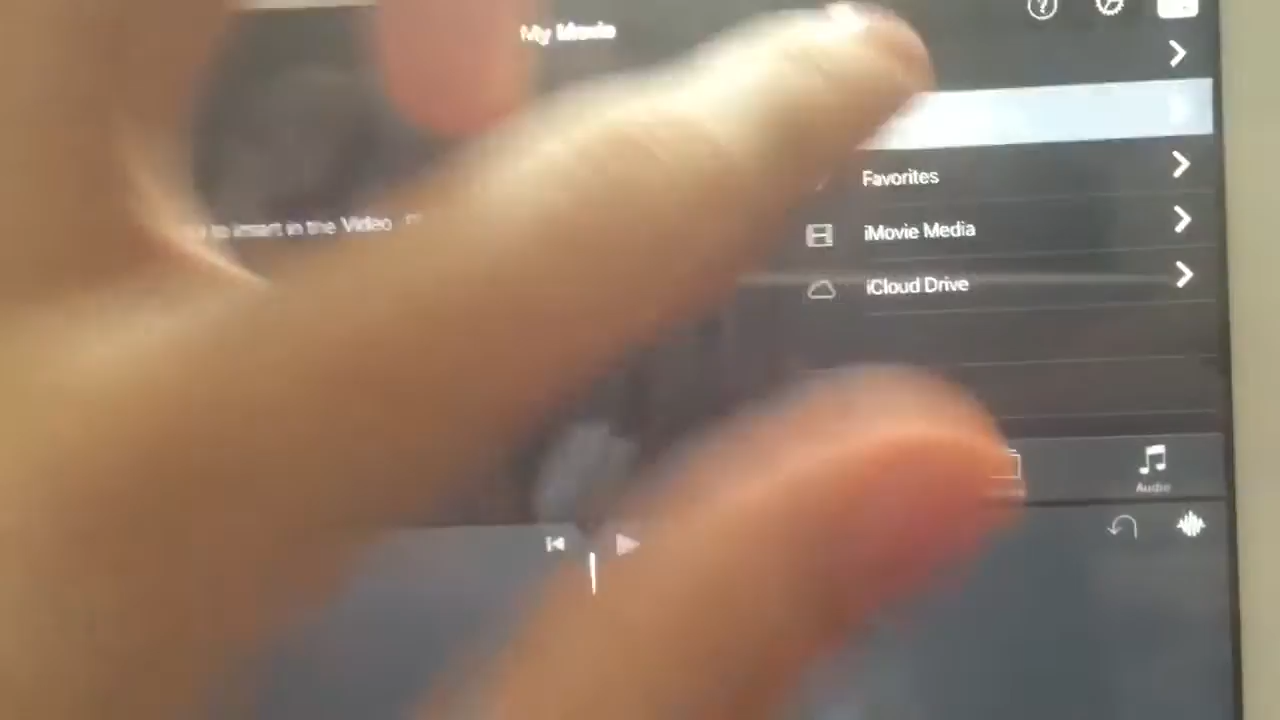 My Movie
to insert in the Video
Favorites
iMovie Media
iCloud Drive
Audio